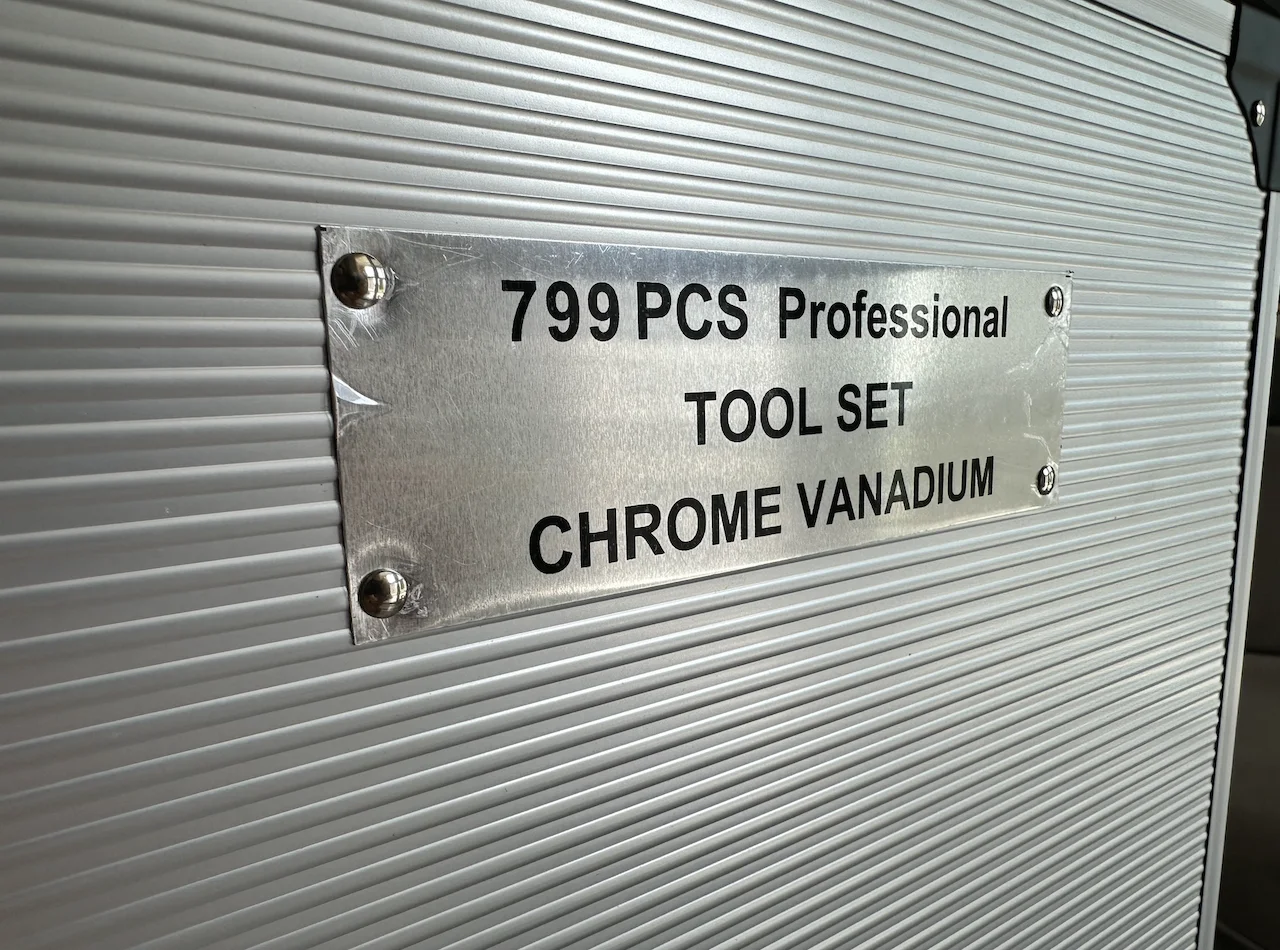 799 PCS Professional
TOOL SET
CHROME VANADIUM